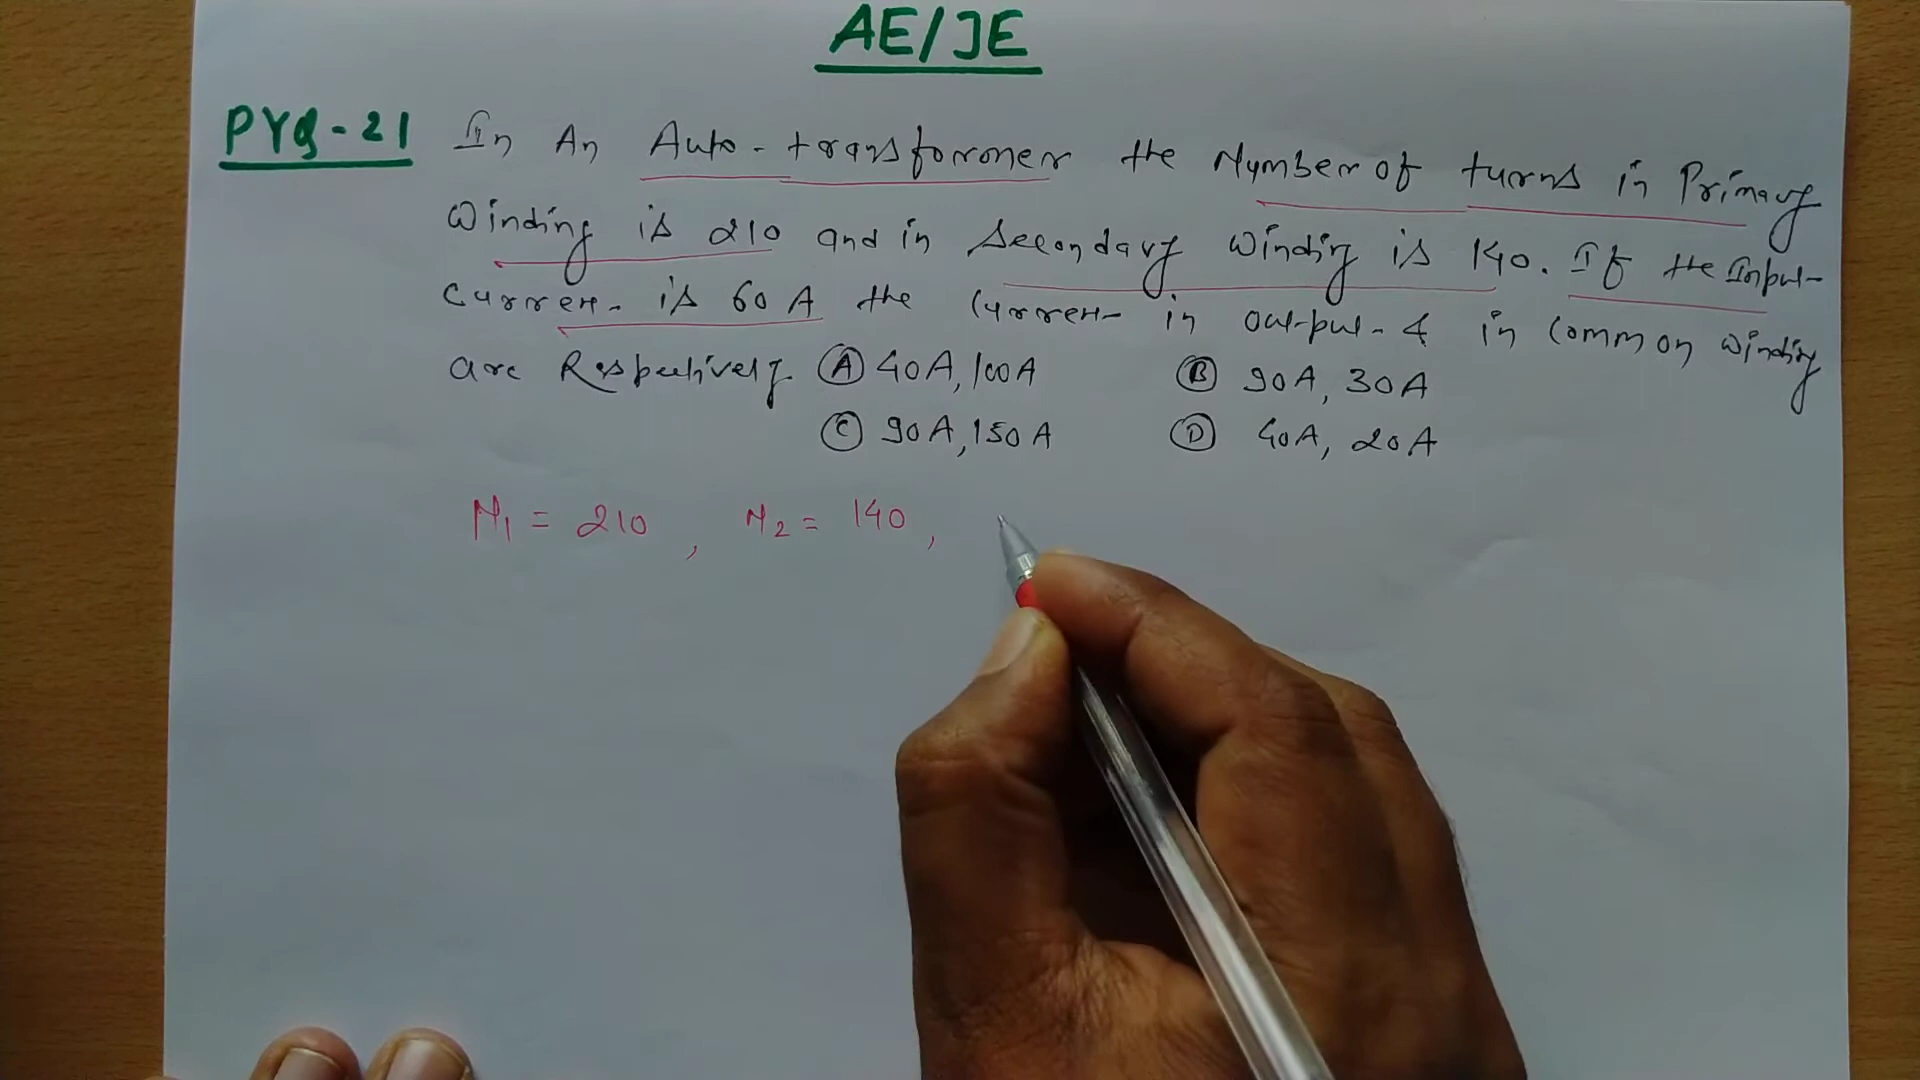 AE/JE
PYQ-21 In An Auto-transformer the Number of turns in Primary
Winding is 210 and in Secondary Winding is 140. If the Input
Current is 60 A the Current in output & in Common Winding
are Respectively. (A) 40A, 100A (B) 90A, 30A
(C) 90A, 150A (D) 40A, 20A
N1 = 210, N2 = 140,